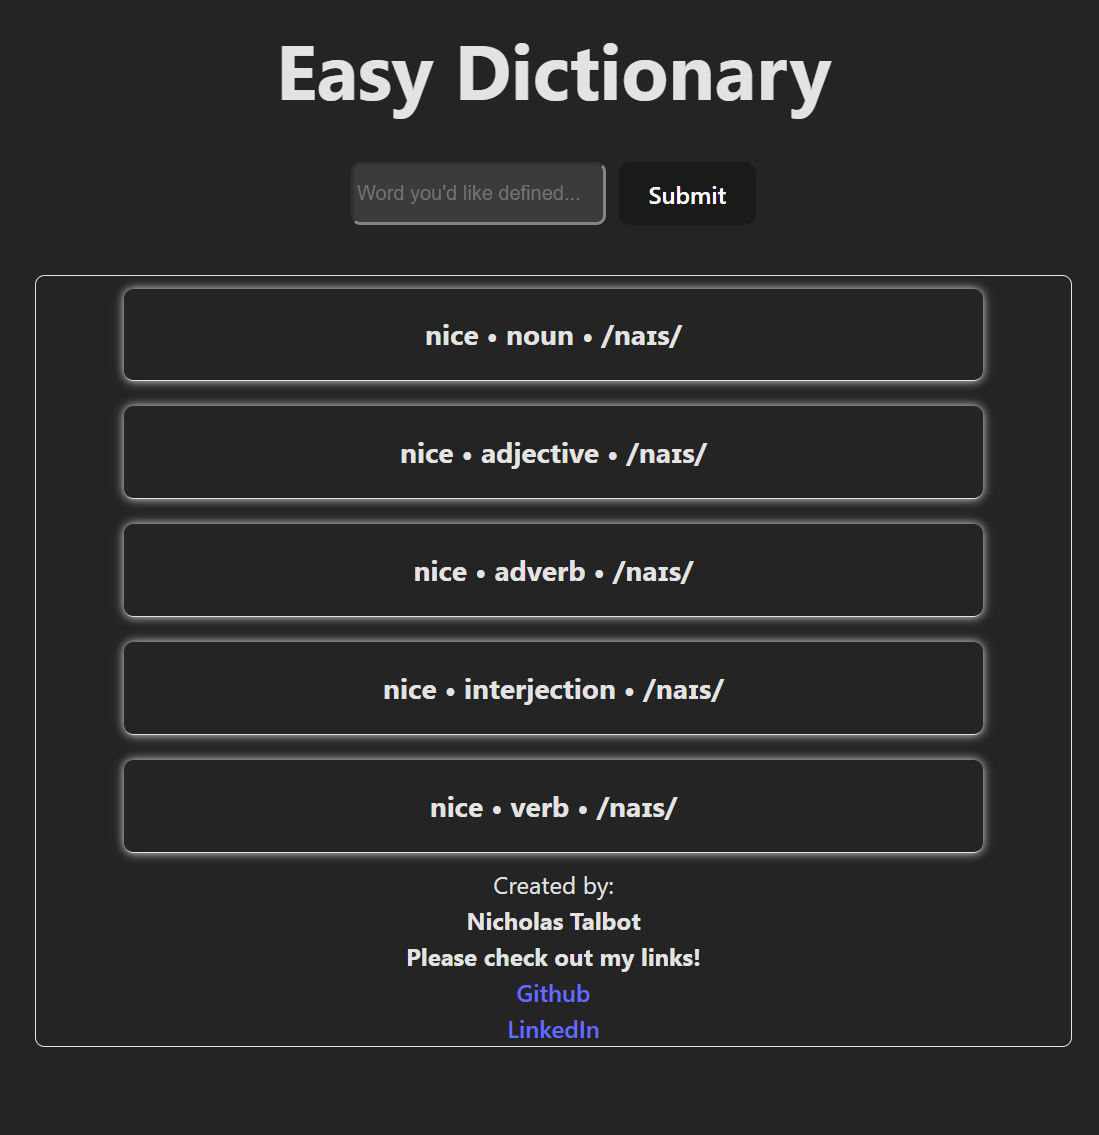 Easy Dictionary
Word you'd like defined...
Submit
nice • noun • /naɪs/
nice • adjective • /naɪs/
nice • adverb • /naɪs/
nice • interjection • /naɪs/
nice • verb • /naɪs/
Created by:
Nicholas Talbot
Please check out my links!
Github
LinkedIn